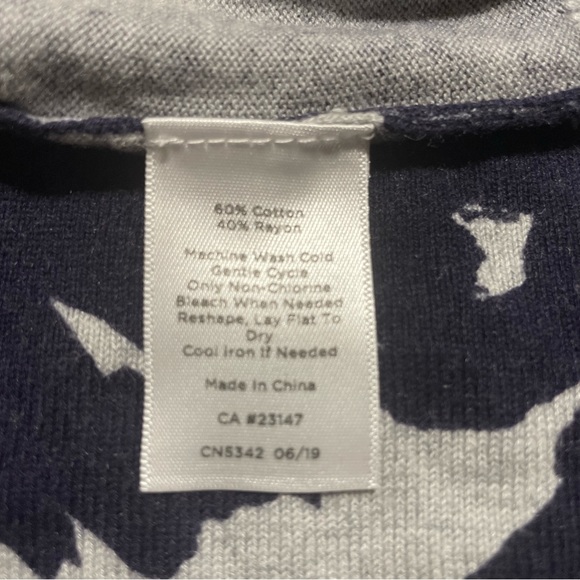 60% Cotton
40% Rayon
Machine Wash Cold
Gentle Cycle
Only Non-Chlorine
Bleach When Needed
Reshape, Lay Flat To
Dry
Cool Iron If Needed
Made In China
CA #23147
CN5342 06/19